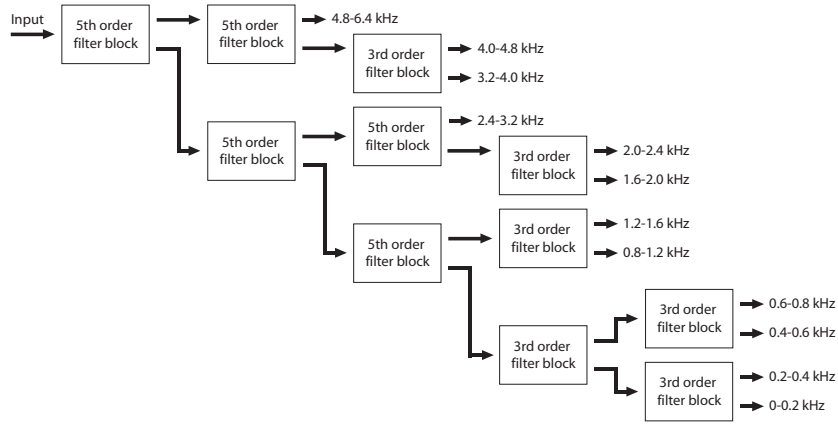 Input
5th order
filter block
5th order
filter block
4.8-6.4 kHz
3rd order
filter block
4.0-4.8 kHz
3.2-4.0 kHz
5th order
filter block
5th order
filter block
2.4-3.2 kHz
3rd order
filter block
2.0-2.4 kHz
1.6-2.0 kHz
5th order
filter block
3rd order
filter block
1.2-1.6 kHz
0.8-1.2 kHz
3rd order
filter block
3rd order
filter block
0.6-0.8 kHz
0.4-0.6 kHz
3rd order
filter block
0.2-0.4 kHz
0-0.2 kHz